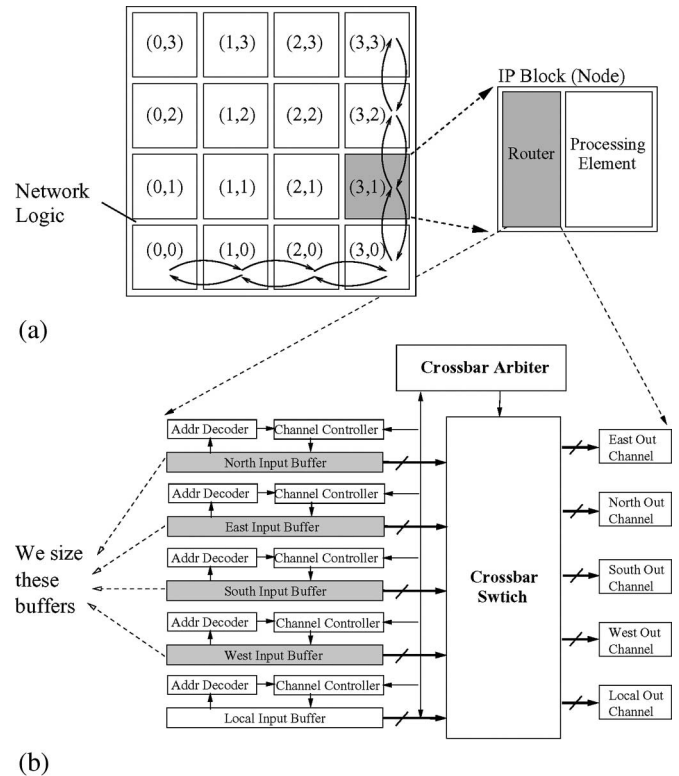 (0,3) (1,3) (2,3) (3,3)
IP Block (Node)
(0,2) (1,2) (2,2) (3,2)
Router
Processing
Element
(0,1) (1,1) (2,1) (3,1)
Network
Logic
(0,0) (1,0) (2,0) (3,0)
(a)
Crossbar Arbiter
Addr Decoder Channel Controller
North Input Buffer
Addr Decoder Channel Controller
East Input Buffer
Addr Decoder Channel Controller
South Input Buffer
Addr Decoder Channel Controller
West Input Buffer
Addr Decoder Channel Controller
Local Input Buffer
We size
these
buffers
Crossbar
Swtich
East Out
Channel
North Out
Channel
South Out
Channel
West Out
Channel
Local Out
Channel
(b)